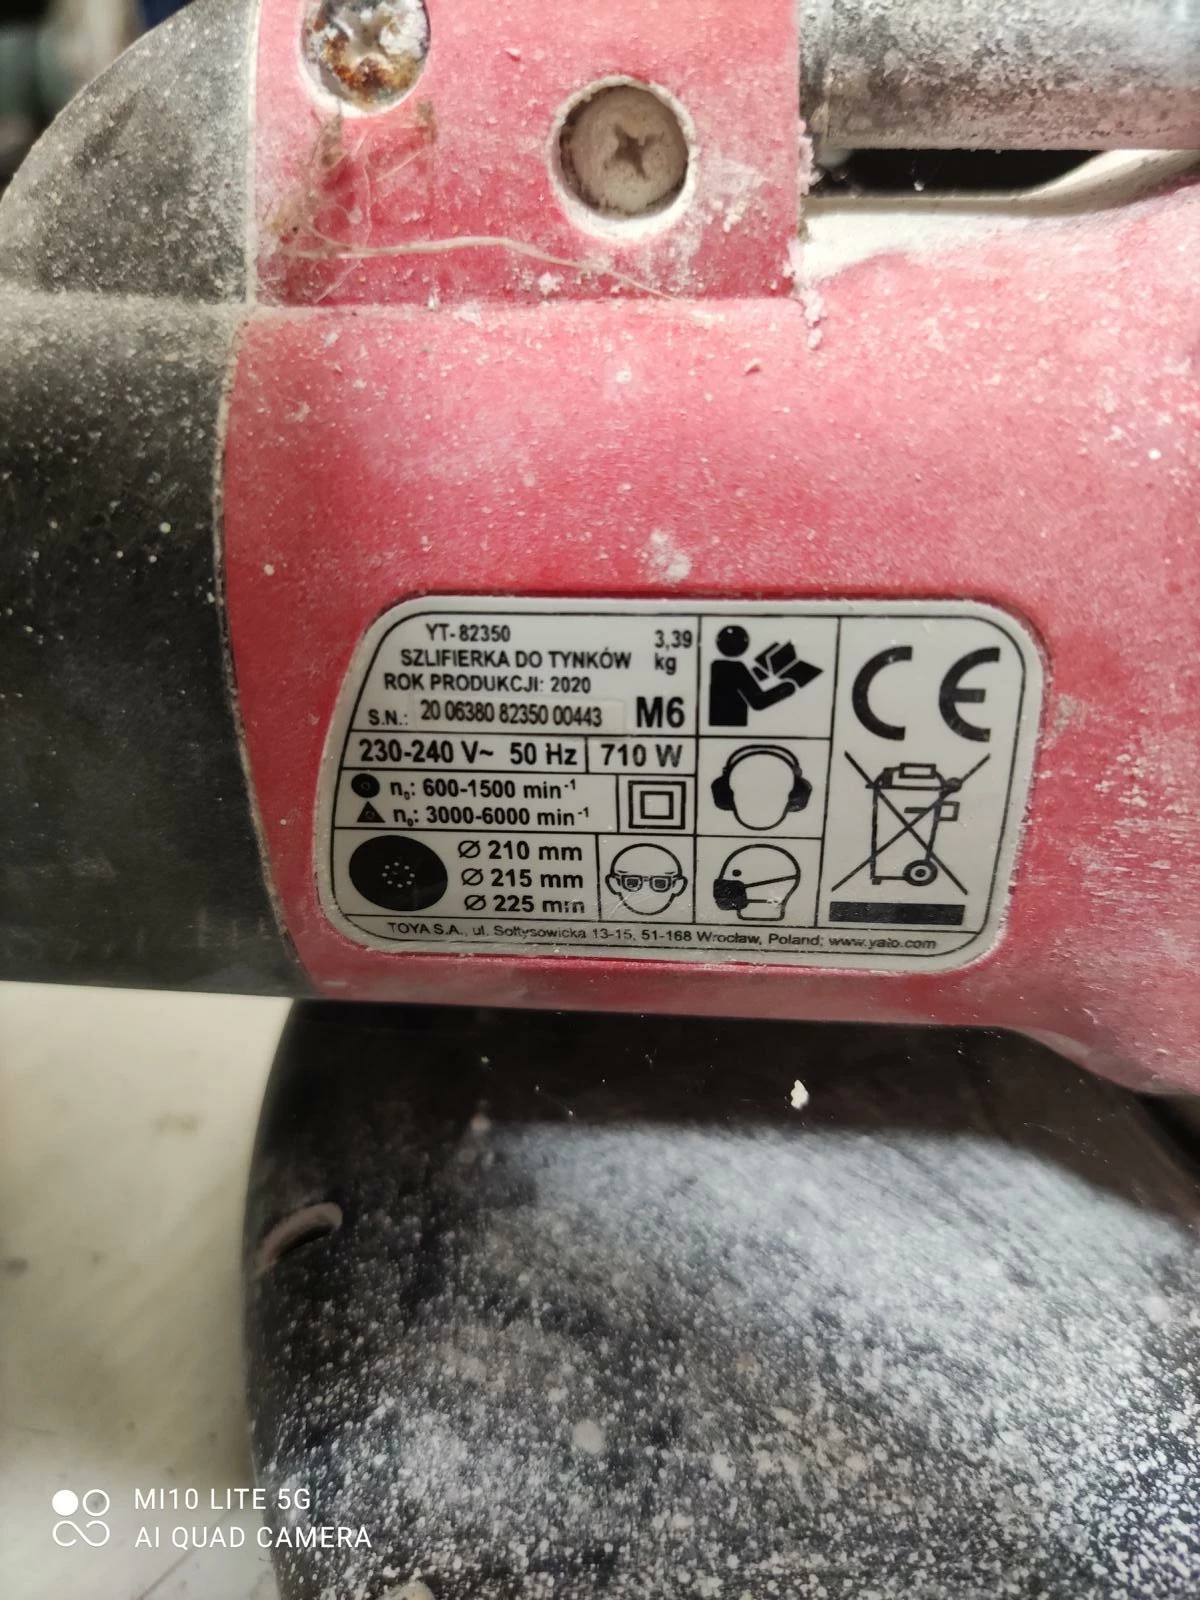 YT-82350
3,39 kg
SZLIFIERKA DO TYNKÓW
ROK PRODUKCJI: 2020
S.N.: 20 06380 82350 00443 M6
230-240 V~ 50 Hz 710 W
n₀: 600-1500 min⁻¹
n₀: 3000-6000 min⁻¹
Ø 210 mm
Ø 215 mm
Ø 225 mm
CE
TOYA S.A., ul. Sołtysowicka 13-15, 51-168 Wrocław, Poland; www.yato.com
MI10 LITE 5G
AI QUAD CAMERA